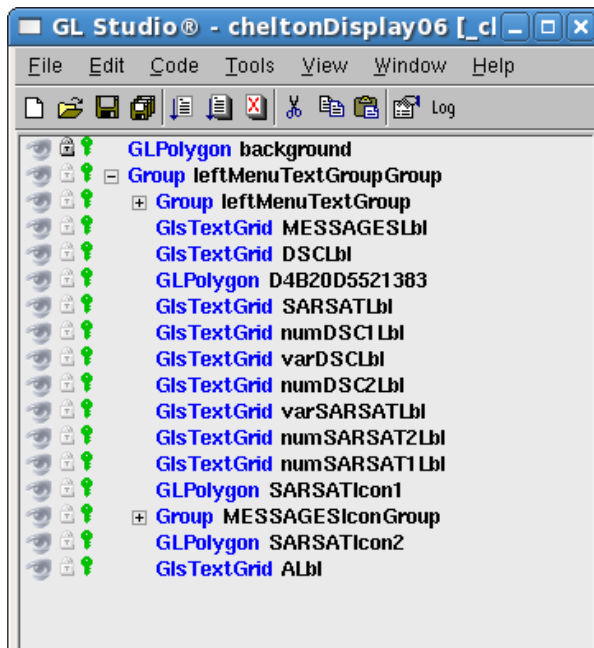 GL Studio® - cheltonDisplay06 [_cl
File Edit Code Tools View Window Help
Log
GLPolygon background
Group leftMenuTextGroupGroup
Group leftMenuTextGroup
GlsTextGrid MESSAGESLbl
GlsTextGrid DSCLbl
GLPolygon D4B20D5521383
GlsTextGrid SARSATLbl
GlsTextGrid numDSC1Lbl
GlsTextGrid varDSCLbl
GlsTextGrid numDSC2Lbl
GlsTextGrid varSARSATLbl
GlsTextGrid numSARSAT2Lbl
GlsTextGrid numSARSAT1Lbl
GLPolygon SARSATIcon1
Group MESSAGESIconGroup
GLPolygon SARSATIcon2
GlsTextGrid ALbl